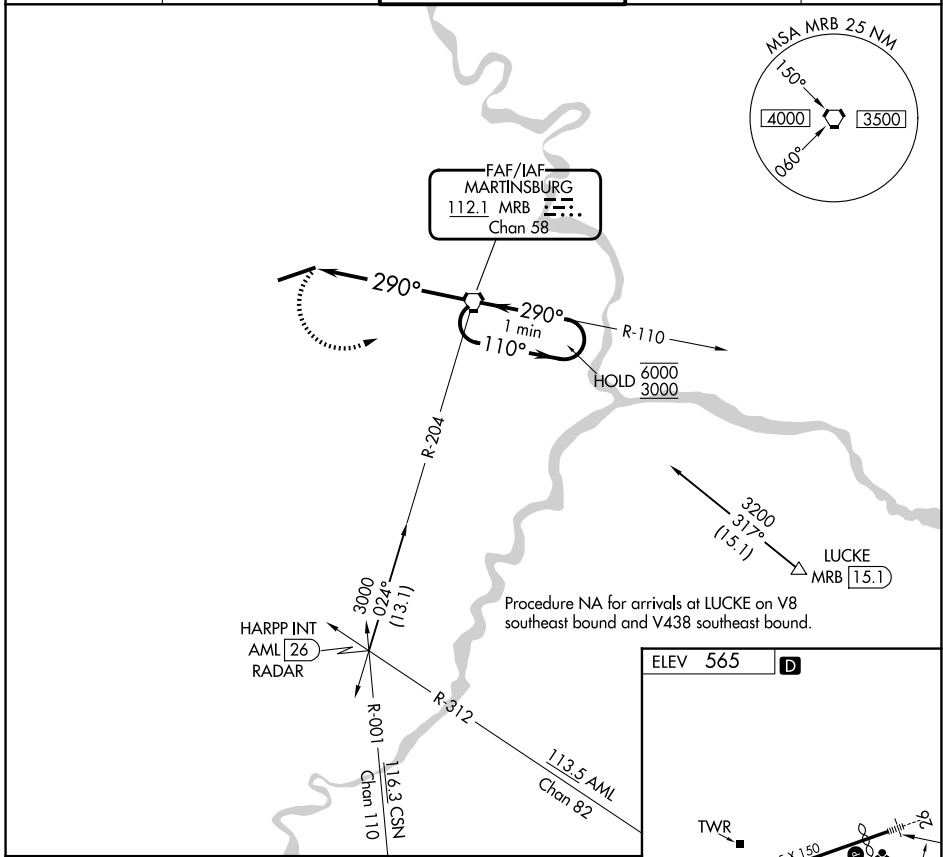 MSA MRB 25 NM
150°
4000
3500
060°
FAF/IAF
MARTINSBURG
112.1 MRB
Chan 58
290°
290°
1 min
110°
R-110
HOLD 6000
3000
R-204
3200
317°
(15.1)
LUCKE
MRB 15.1
3000
024°
(13.1)
Procedure NA for arrivals at LUCKE on V8
southeast bound and V438 southeast bound.
HARPP INT
AML 26
RADAR
R-312
R-001
116.3 CSN
Chan 110
113.5 AML
Chan 82
ELEV 565
D
TWR
26
X 150